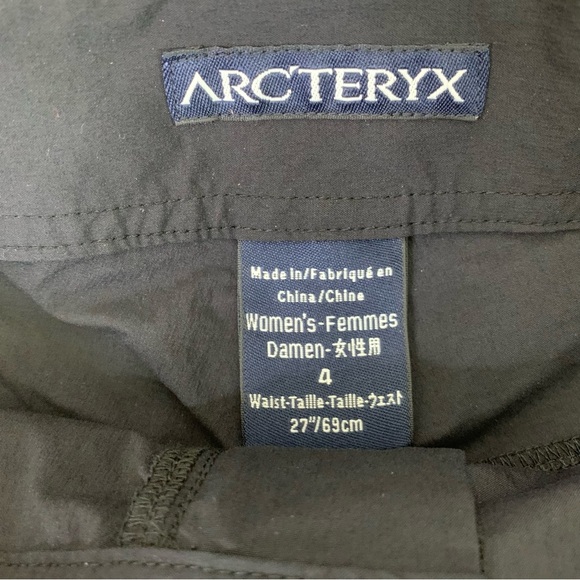 ARC'TERYX
Made in/Fabriqué en
China/Chine
Women's-Femmes
Damen-女性用
4
Waist-Taille-Taille-ウェスト
27"/69cm